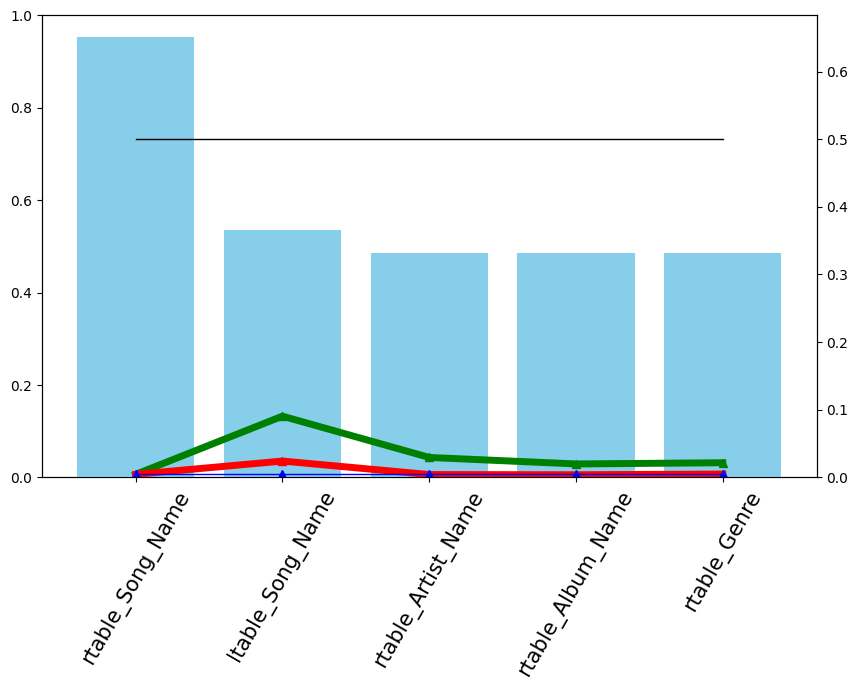 1.0
0.8
0.6
0.4
0.2
0.0
0.6
0.5
0.4
0.3
0.2
0.1
0.0
rtable_Song_Name
ltable_Song_Name
rtable_Artist_Name
rtable_Album_Name
rtable_Genre